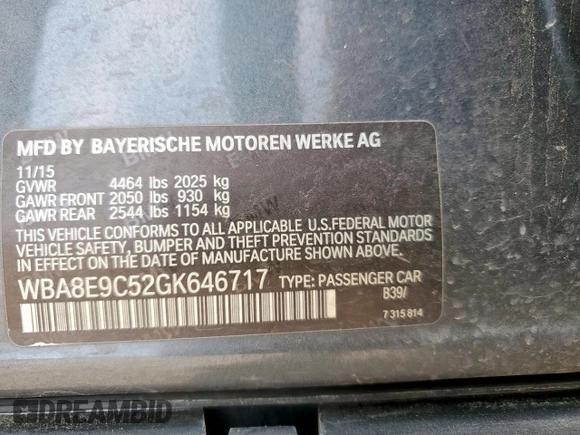 MFD BY BAYERISCHE MOTOREN WERKE AG
11/15
GVWR 4464 lbs 2025 kg
GAWR FRONT 2050 lbs 930 kg
GAWR REAR 2544 lbs 1154 kg
THIS VEHICLE CONFORMS TO ALL APPLICABLE U.S.FEDERAL MOTOR
VEHICLE SAFETY, BUMPER AND THEFT PREVENTION STANDARDS
IN EFFECT ON THE DATE OF MANUFACTURE SHOWN ABOVE.
WBA8E9C52GK646717 TYPE: PASSENGER CAR
B39/
7 315 814
DREAMBID